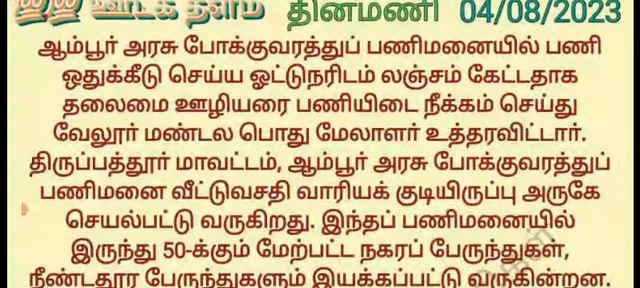 ஊடக தினம் தினமணி 04/08/2023
ஆம்பூர் அரசு போக்குவரத்துப் பணிமனையில் பணி
ஒதுக்கீடு செய்ய ஓட்டுநரிடம் லஞ்சம் கேட்டதாக
தலைமை ஊழியரை பணியிடை நீக்கம் செய்து
வேலூர் மண்டல பொது மேலாளர் உத்தரவிட்டார்.
திருப்பத்தூர் மாவட்டம், ஆம்பூர் அரசு போக்குவரத்துப்
பணிமனை வீட்டுவசதி வாரியக் குடியிருப்பு அருகே
செயல்பட்டு வருகிறது. இந்தப் பணிமனையில்
இருந்து 50-க்கும் மேற்பட்ட நகரப் பேருந்துகள்,
நீண்டதூர பேருந்துகளும் இயக்கப்பட்டு வருகின்றன.